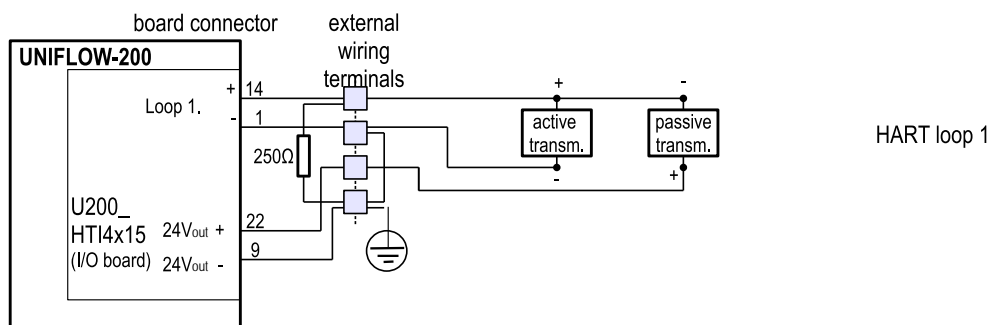 board connector
external
wiring
terminals
UNIFLOW-200
Loop 1.
+ 14
- 1
250Ω
+
active
transm.
-
-
passive
transm.
+
HART loop 1
U200_
HTI4x15
(I/O board)
24Vout + 22
24Vout - 9